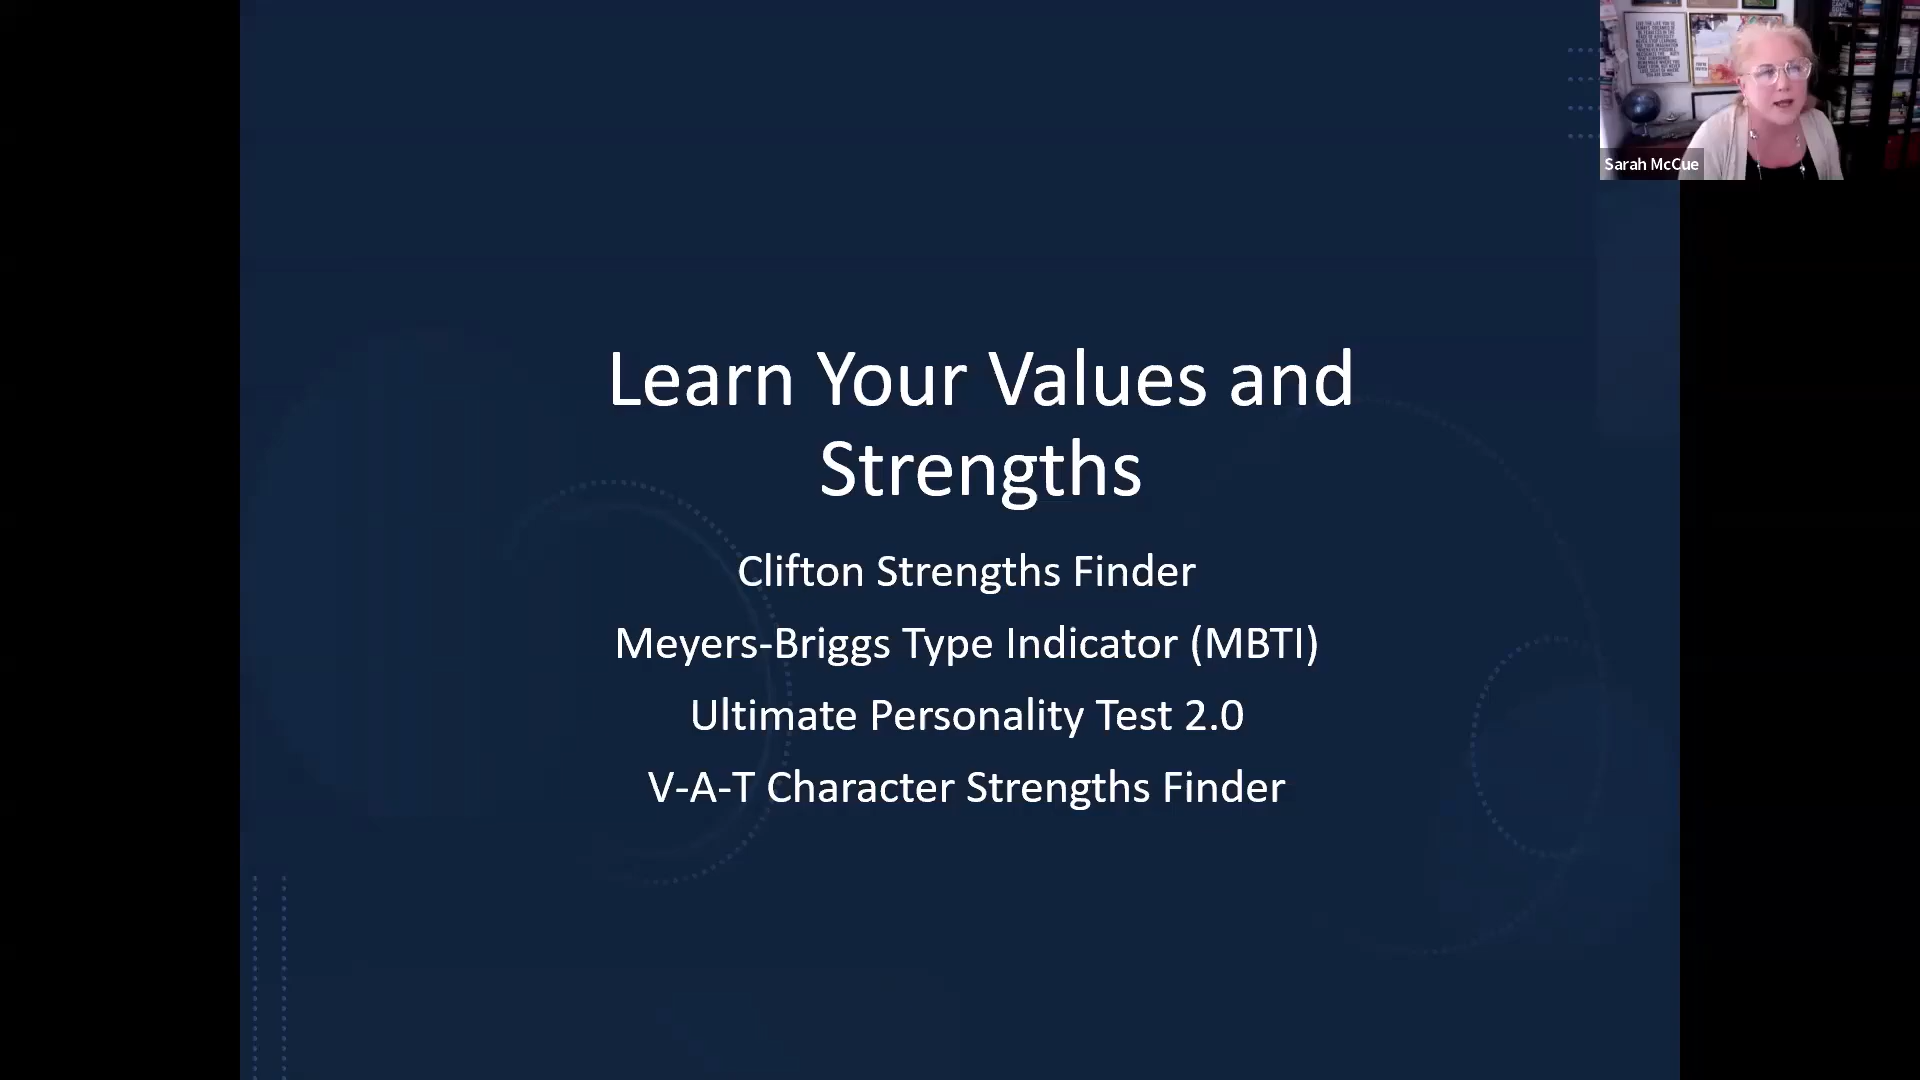 Sarah McCue
Learn Your Values and
Strengths
Clifton Strengths Finder
Meyers-Briggs Type Indicator (MBTI)
Ultimate Personality Test 2.0
V-A-T Character Strengths Finder